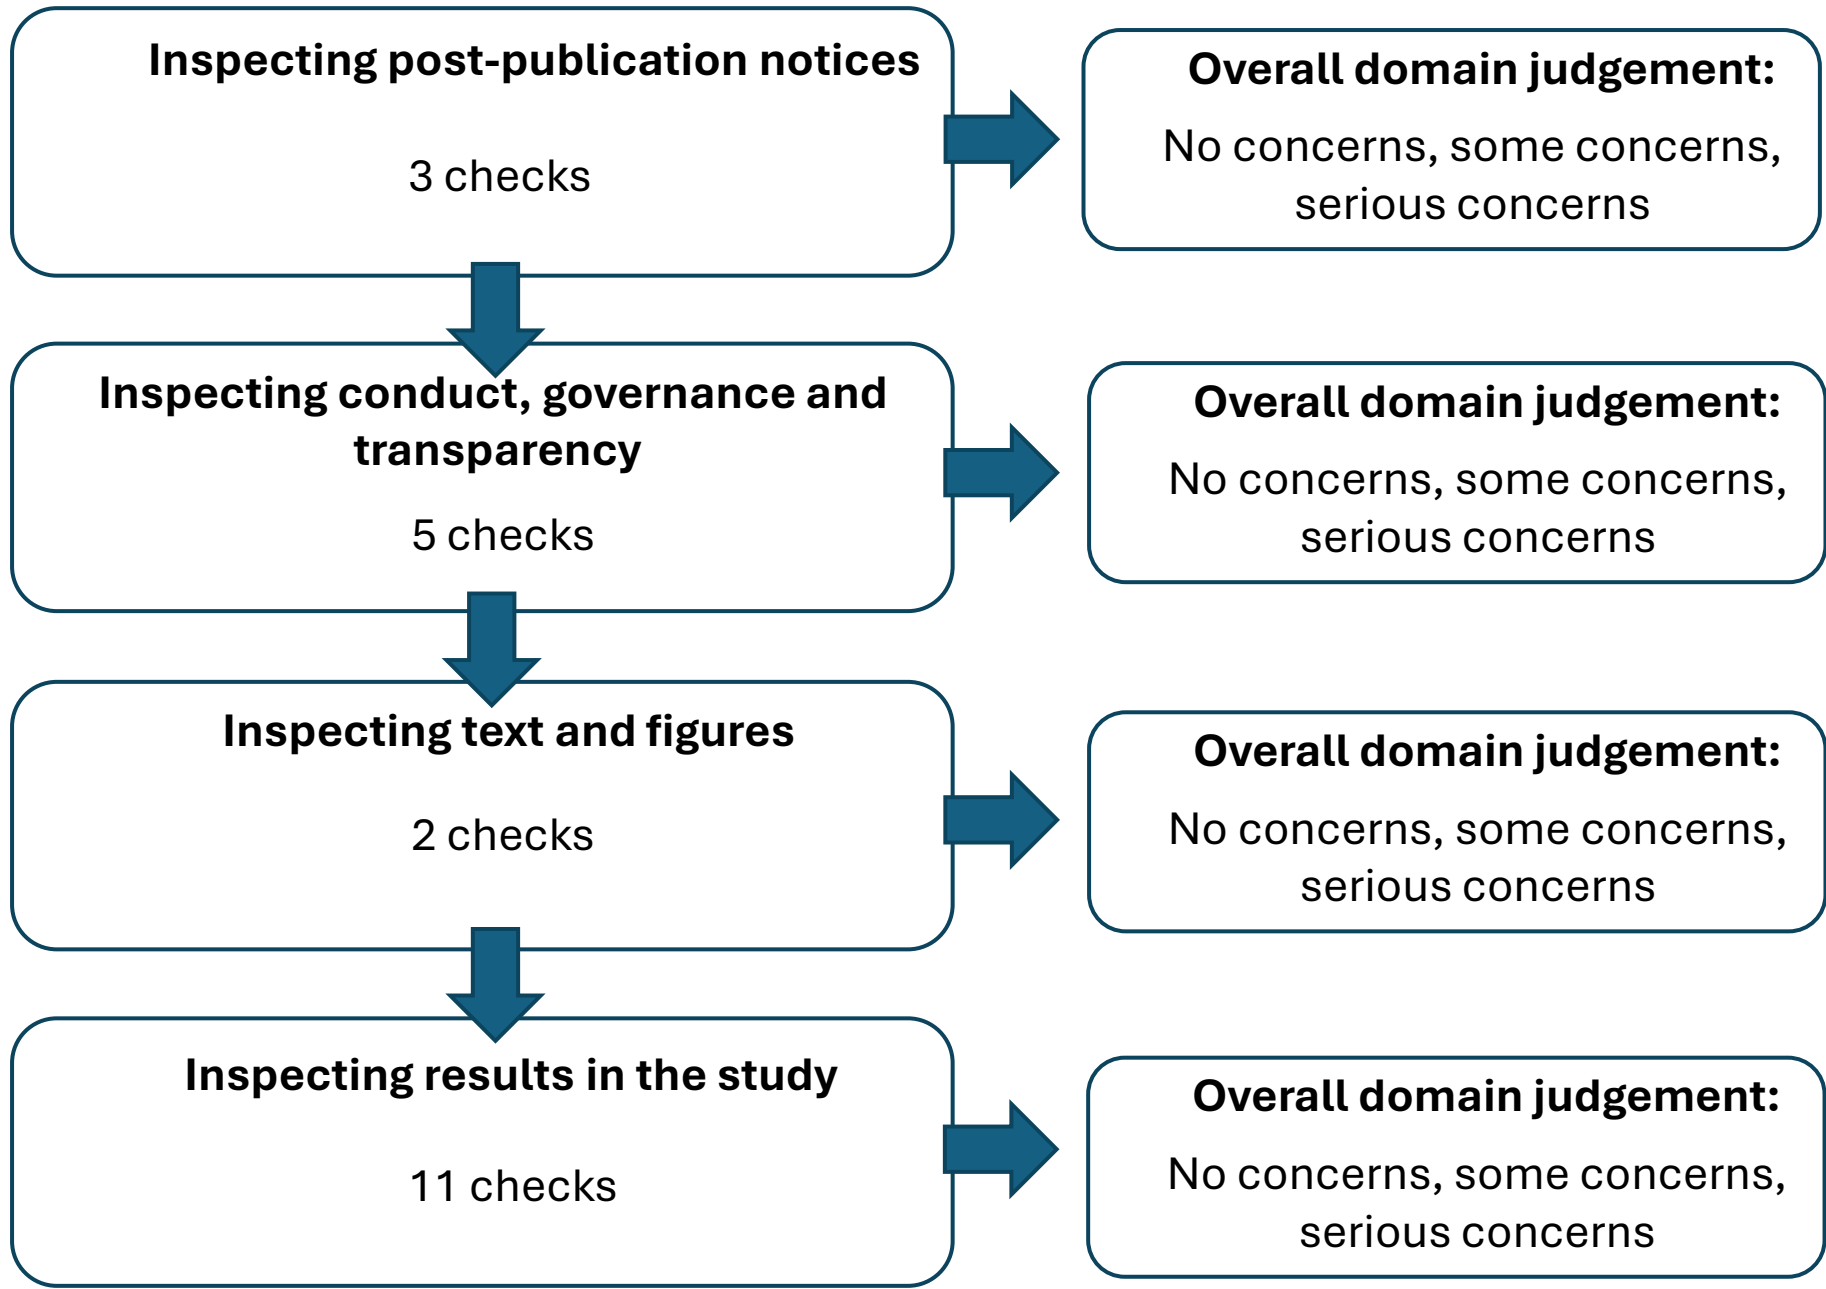 Inspecting post-publication notices
3 checks
Overall domain judgement:
No concerns, some concerns,
serious concerns
Inspecting conduct, governance and
transparency
5 checks
Overall domain judgement:
No concerns, some concerns,
serious concerns
Inspecting text and figures
2 checks
Overall domain judgement:
No concerns, some concerns,
serious concerns
Inspecting results in the study
11 checks
Overall domain judgement:
No concerns, some concerns,
serious concerns